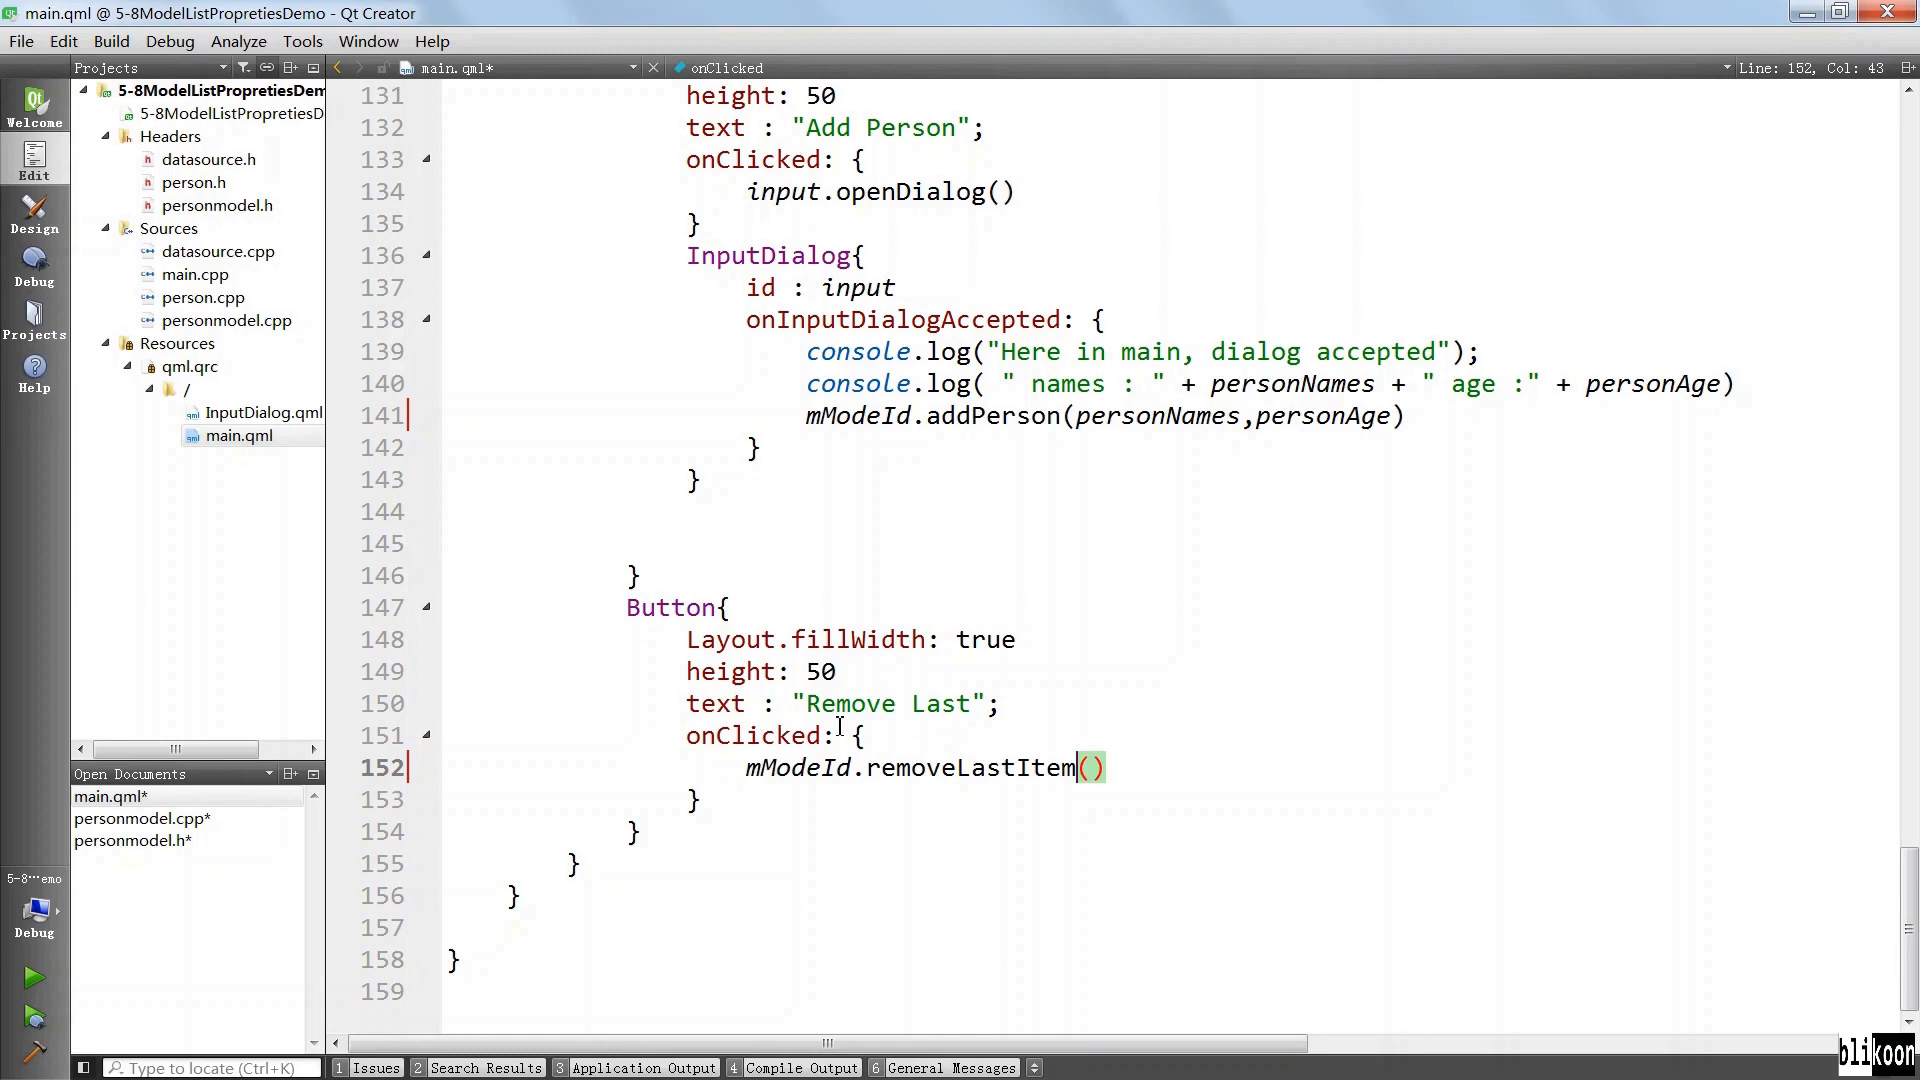 main.qml @ 5-8ModelListPropretiesDemo - Qt Creator
File Edit Build Debug Analyze Tools Window Help
Projects main.qml* onClicked Line: 152, Col: 43
Welcome
Edit
Design
Debug
Projects
Help
5-8ModelListPropretiesDem
5-8ModelListPropretiesD
Headers
datasource.h
person.h
personmodel.h
Sources
datasource.cpp
main.cpp
person.cpp
personmodel.cpp
Resources
qml.qrc
/
InputDialog.qml
main.qml
Open Documents
main.qml*
personmodel.cpp*
personmodel.h*
5-8···emo
Debug
131 height: 50
132 text : "Add Person";
133 onClicked: {
134 input.openDialog()
135 }
136 InputDialog{
137 id : input
138 onInputDialogAccepted: {
139 console.log("Here in main, dialog accepted");
140 console.log( " names : " + personNames + " age :" + personAge)
141 mModeId.addPerson(personNames,personAge)
142 }
143 }
144
145
146 }
147 Button{
148 Layout.fillWidth: true
149 height: 50
150 text : "Remove Last";
151 onClicked: {
152 mModeId.removeLastItem()
153 }
154 }
155 }
156 }
157
158 }
159
Type to locate (Ctrl+K) 1 Issues 2 Search Results 3 Application Output 4 Compile Output 6 General Messages
blikoon